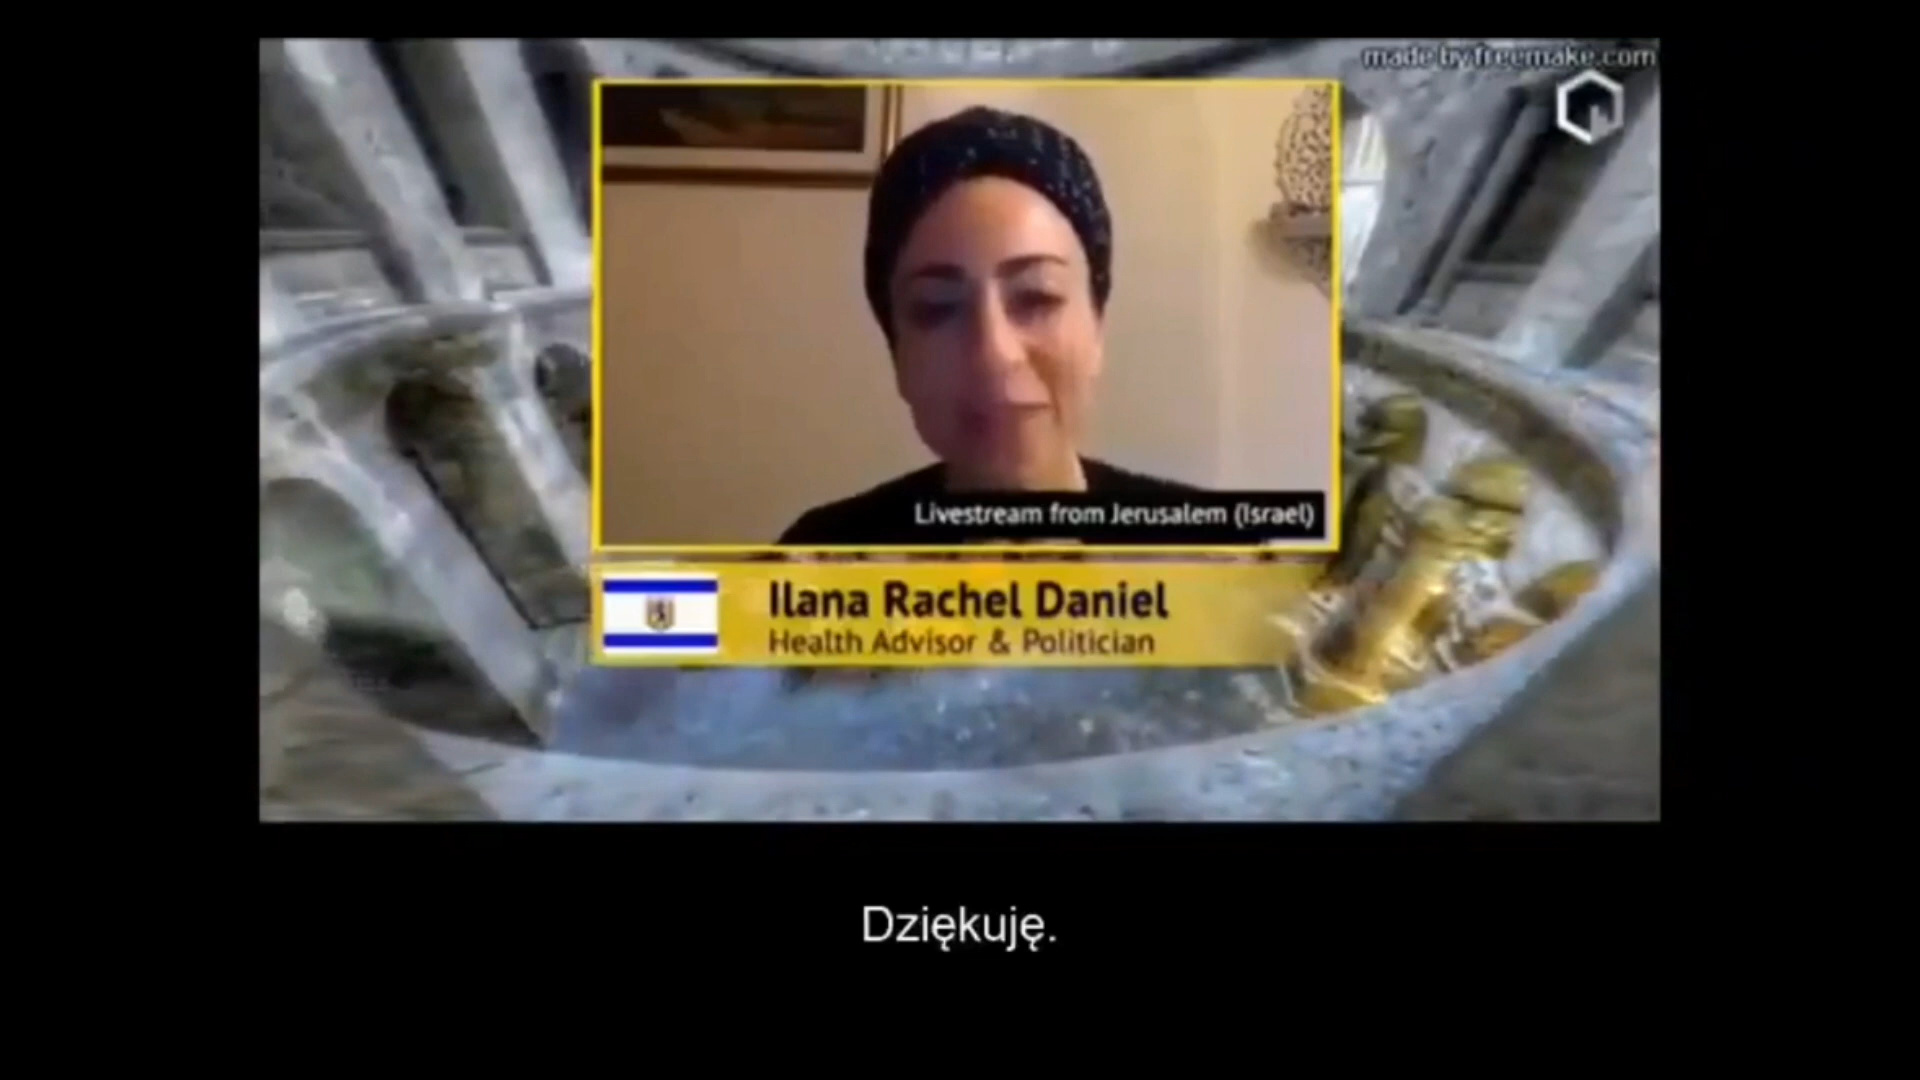 made by freemake.com
Livestream from Jerusalem (Israel)
Ilana Rachel Daniel
Health Advisor & Politician
Dziękuję.